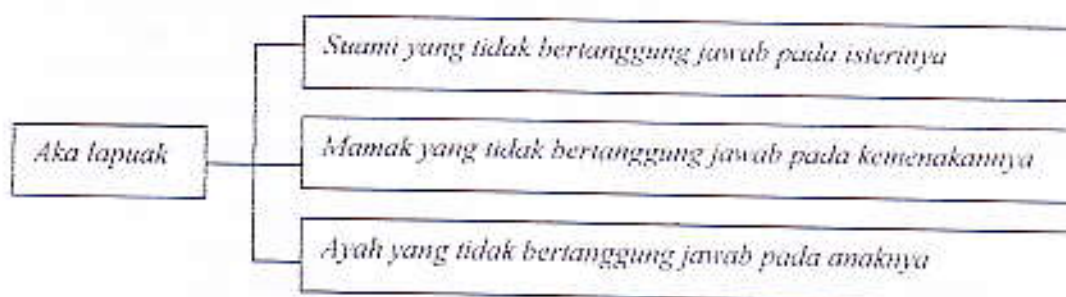 Suami yang tidak bertanggung jawab pada isterinya
Aka lapuak
Mamak yang tidak bertanggung jawab pada kemenakannya
Ayah yang tidak bertanggung jawab pada anaknya